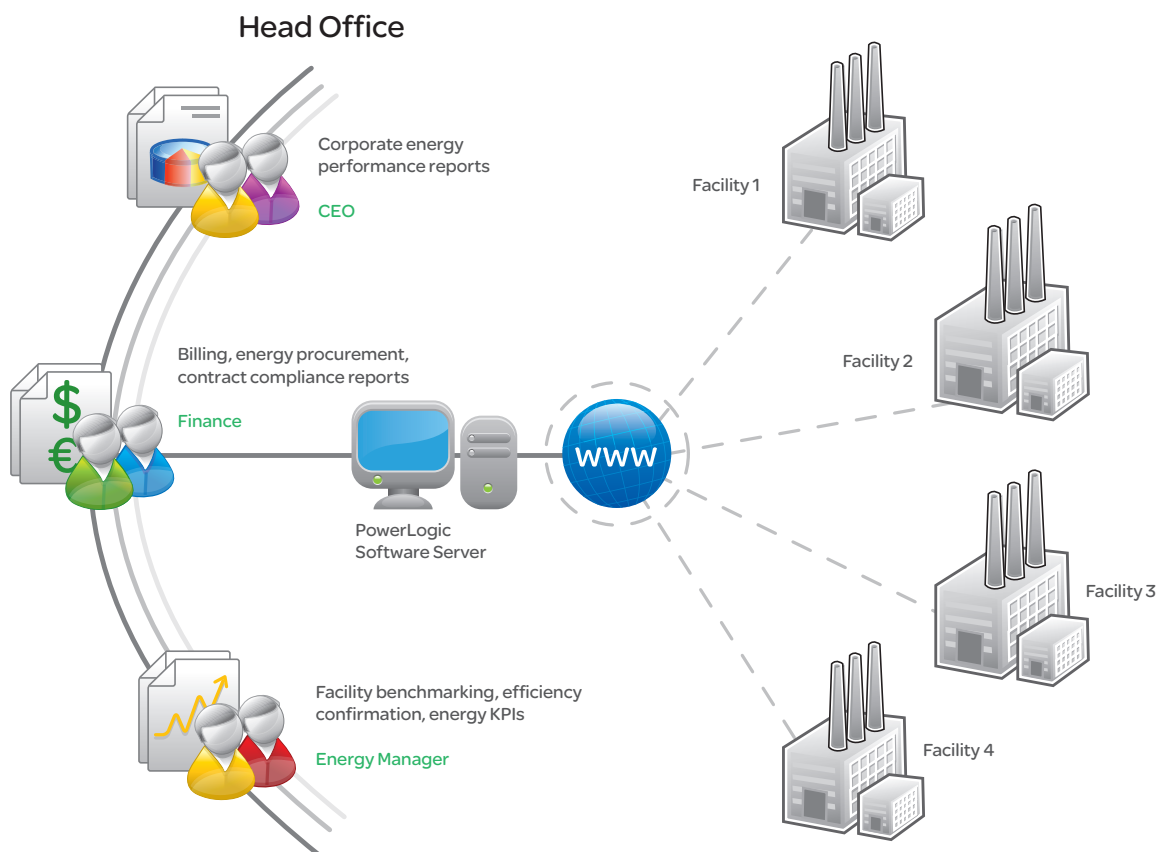 Head Office
Corporate energy
performance reports
CEO
Billing, energy procurement,
contract compliance reports
Finance
$
€
PowerLogic
Software Server
www
Facility benchmarking, efficiency
confirmation, energy KPIs
Energy Manager
Facility 1
Facility 2
Facility 3
Facility 4